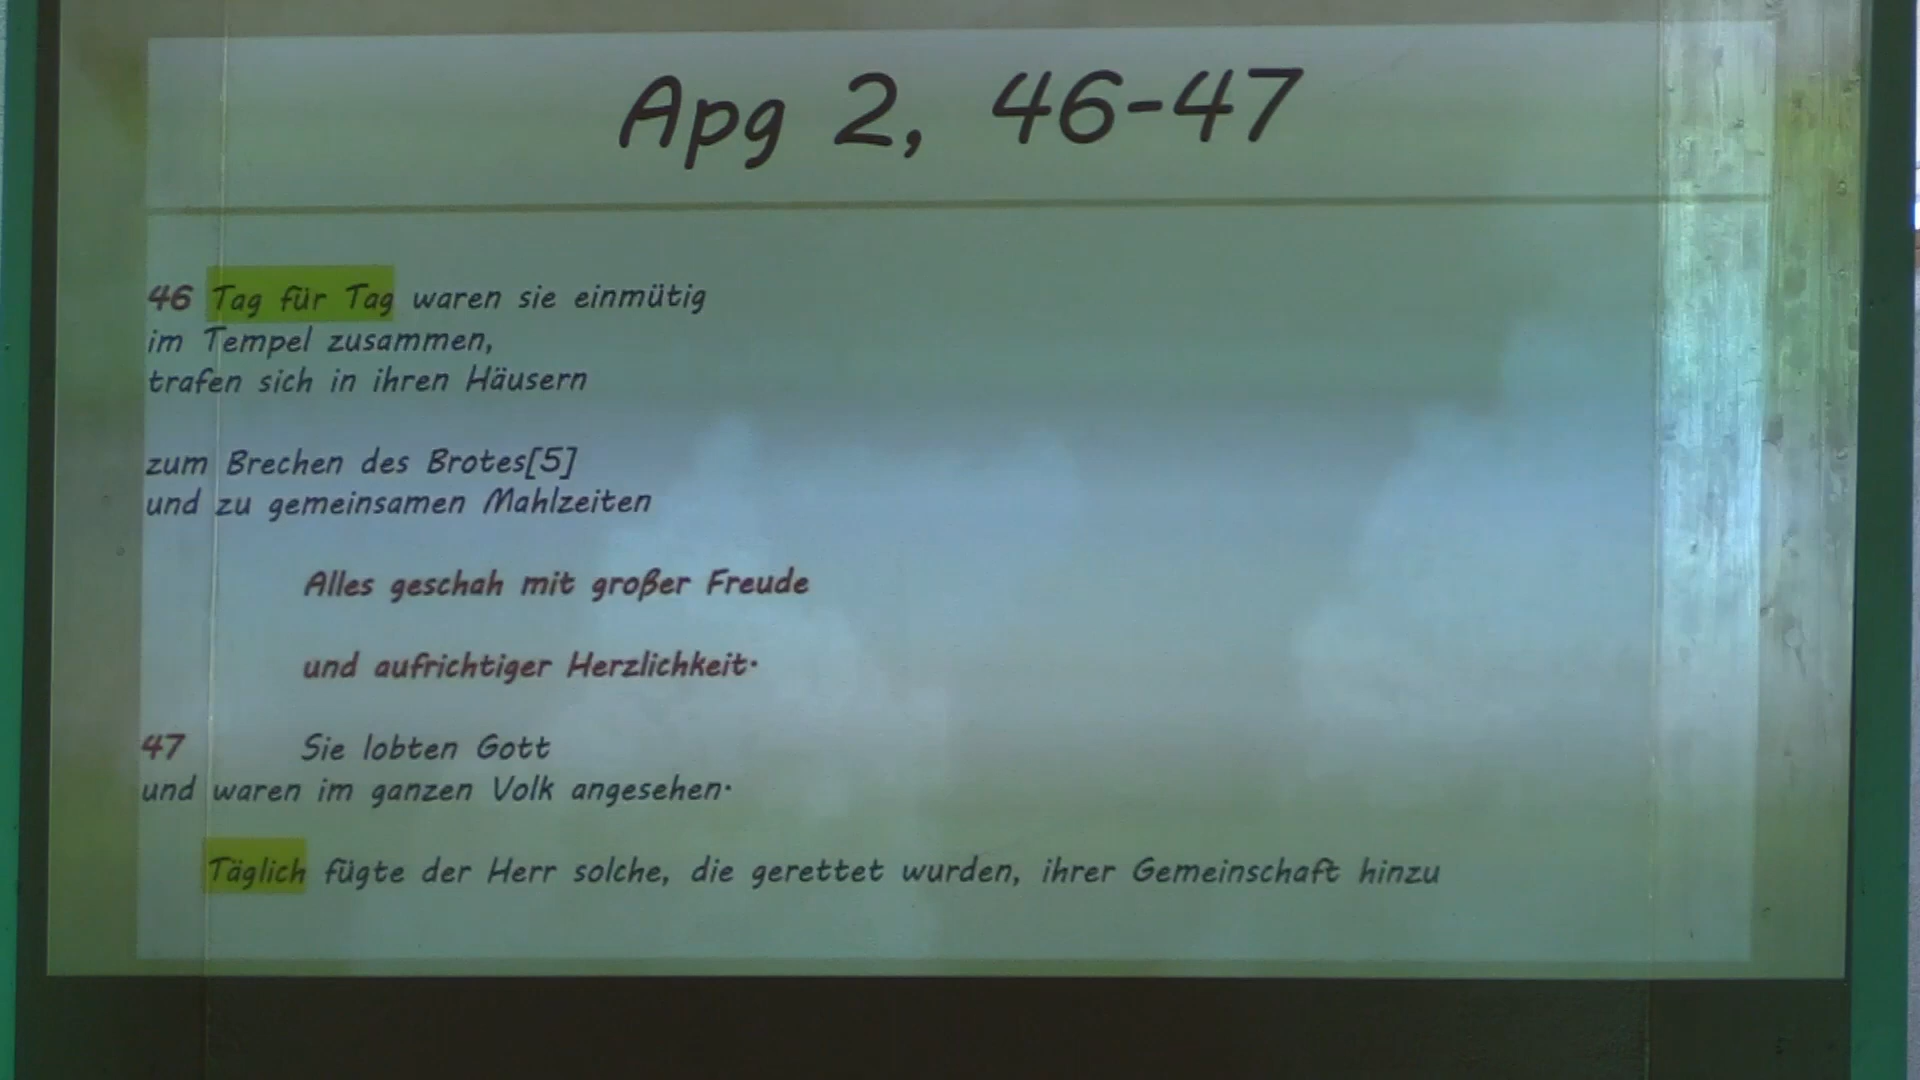 Apg 2, 46-47
46 Tag für Tag waren sie einmütig
im Tempel zusammen,
trafen sich in ihren Häusern
zum Brechen des Brotes[5]
und zu gemeinsamen Mahlzeiten
Alles geschah mit großer Freude
und aufrichtiger Herzlichkeit.
47 Sie lobten Gott
und waren im ganzen Volk angesehen.
Täglich fügte der Herr solche, die gerettet wurden, ihrer Gemeinschaft hinzu